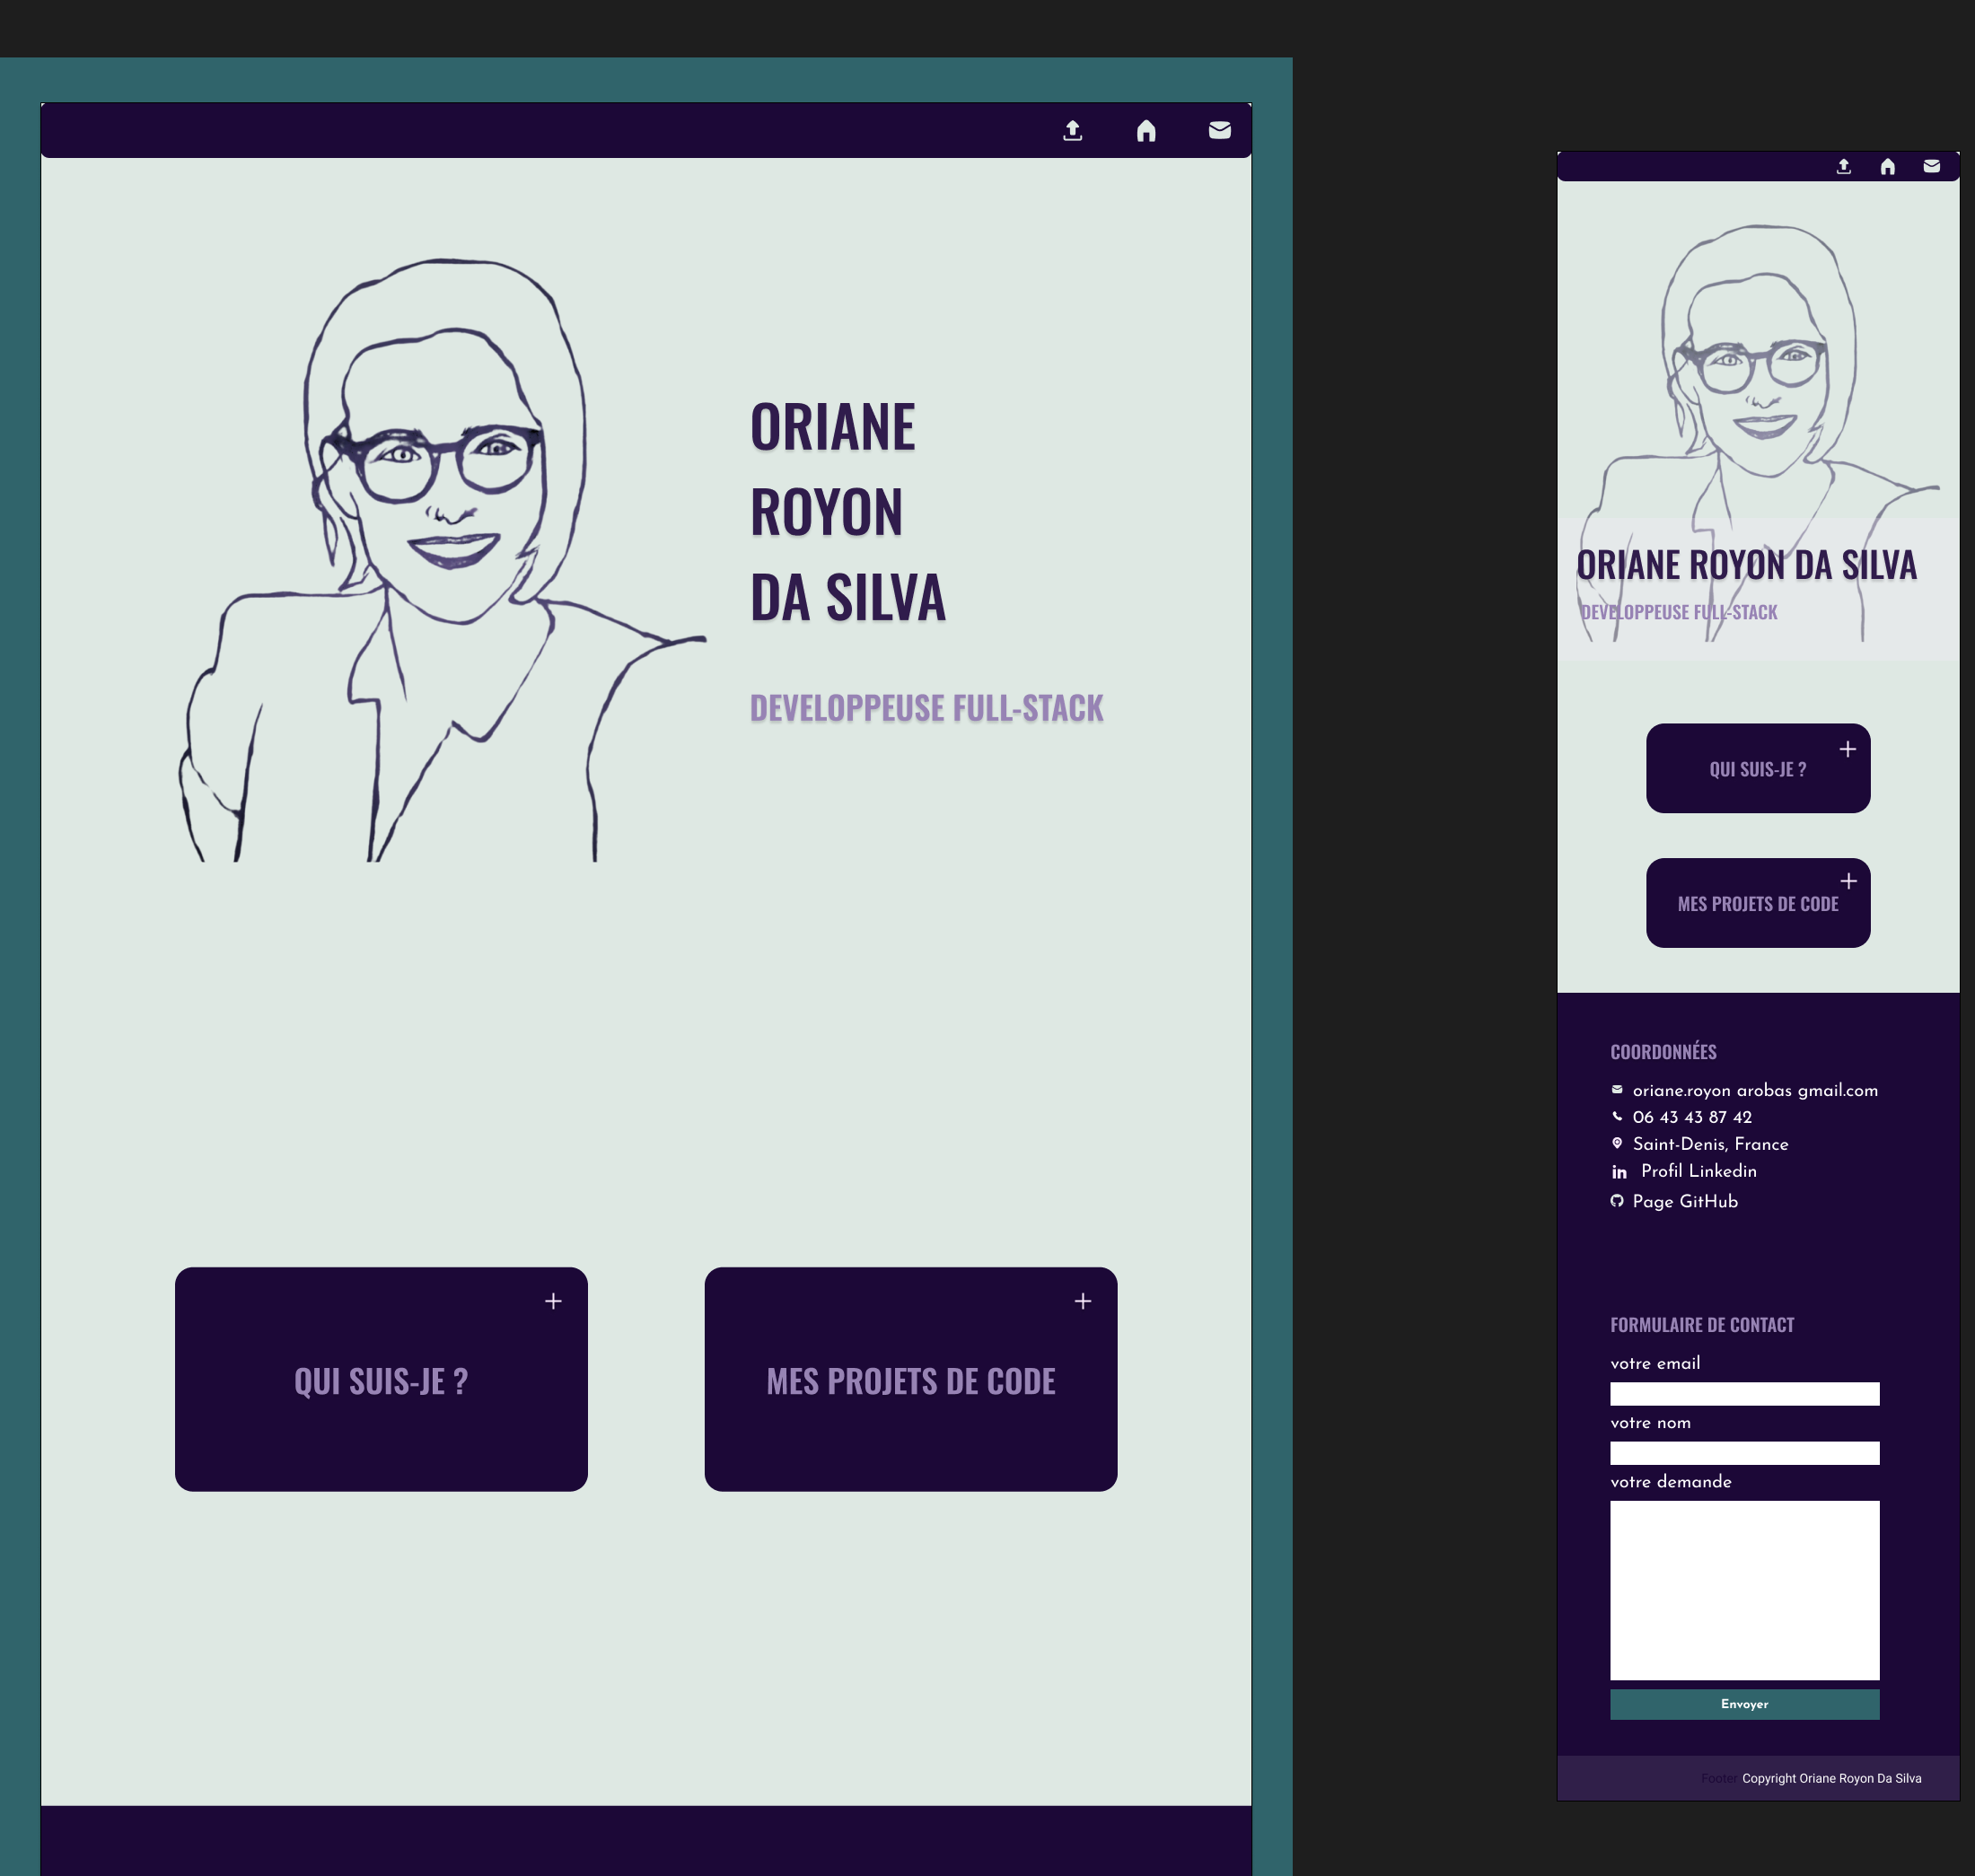 ORIANE
ROYON
DA SILVA
DEVELOPPEUSE FULL-STACK
QUI SUIS-JE ?
MES PROJETS DE CODE
ORIANE ROYON DA SILVA
DEVELOPPEUSE FULL-STACK
QUI SUIS-JE ?
MES PROJETS DE CODE
COORDONNÉES
oriane.royon arobas gmail.com
06 43 43 87 42
Saint-Denis, France
in Profil Linkedin
Page GitHub
FORMULAIRE DE CONTACT
votre email
votre nom
votre demande
Envoyer
Footer Copyright Oriane Royon Da Silva